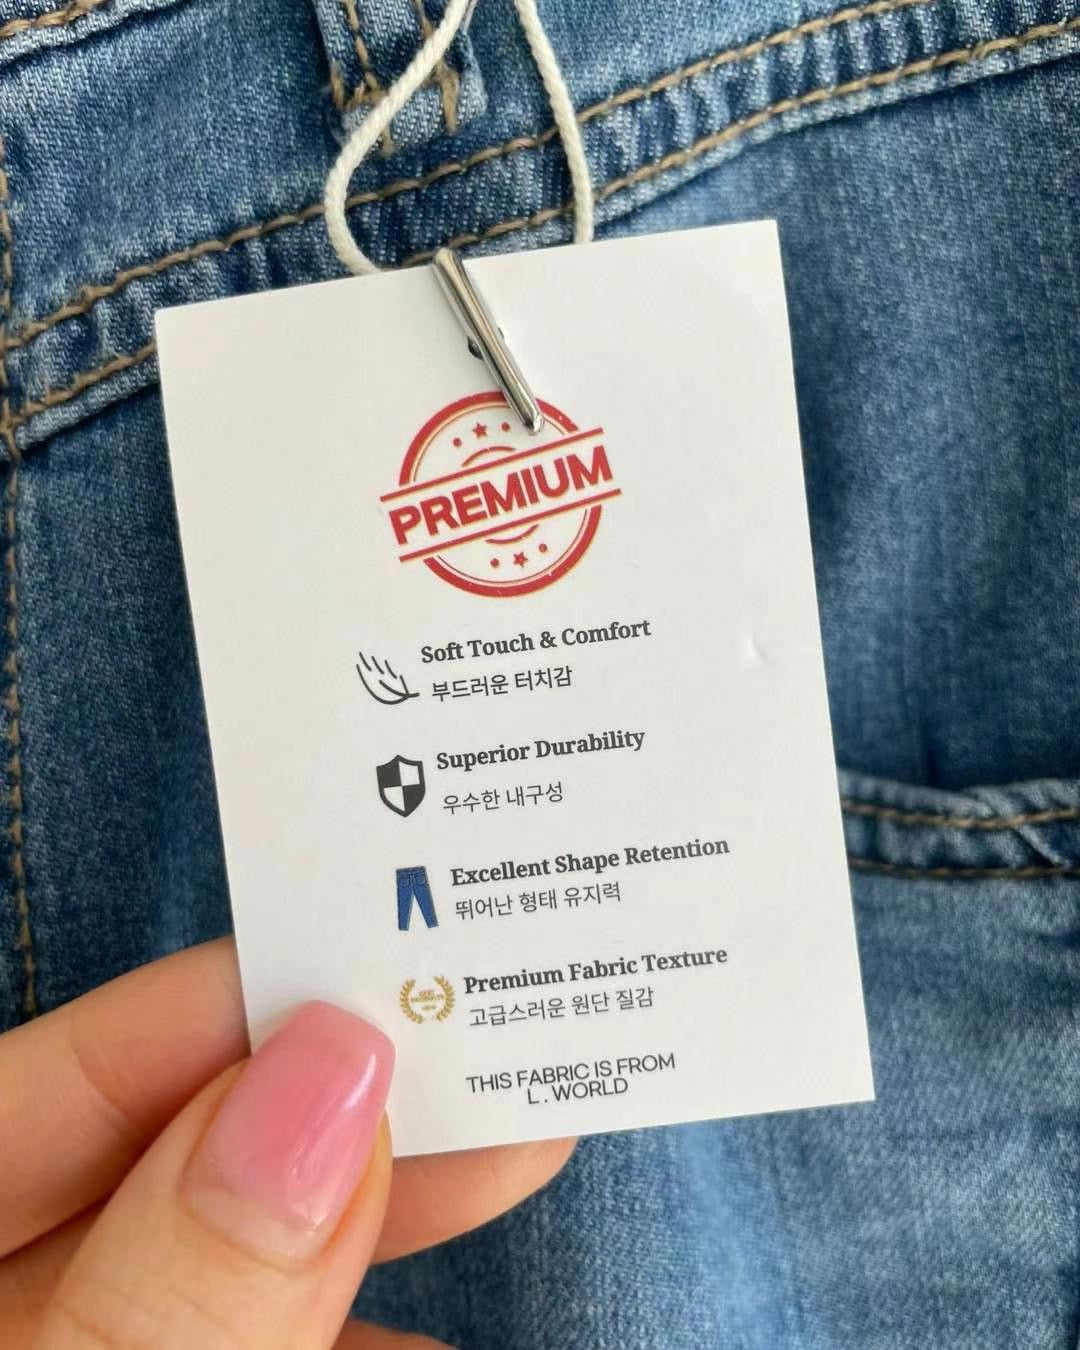 PREMIUM
Soft Touch & Comfort
부드러운 터치감
Superior Durability
우수한 내구성
Excellent Shape Retention
뛰어난 형태 유지력
Premium Fabric Texture
고급스러운 원단 질감
THIS FABRIC IS FROM
L . WORLD